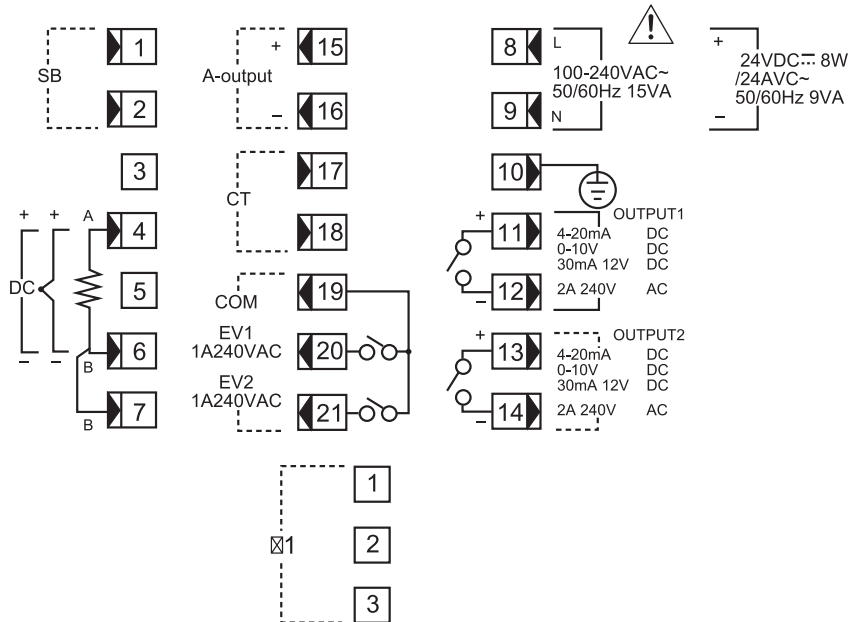 SB
1
2
3
+ + A
4
DC
5
6
– – B
7
B
+ 15
A-output
– 16
17
CT
18
COM
19
EV1
1A240VAC
20
EV2
1A240VAC
21
8 L
100-240VAC~
50/60Hz 15VA
9 N
+
24VDC⎓ 8W
/24AVC~
50/60Hz 9VA
–
10
+ 11
OUTPUT1
4-20mA DC
0-10V DC
30mA 12V DC
– 12
2A 240V AC
+ 13
OUTPUT2
4-20mA DC
0-10V DC
30mA 12V DC
– 14
2A 240V AC
1
☒1
2
3